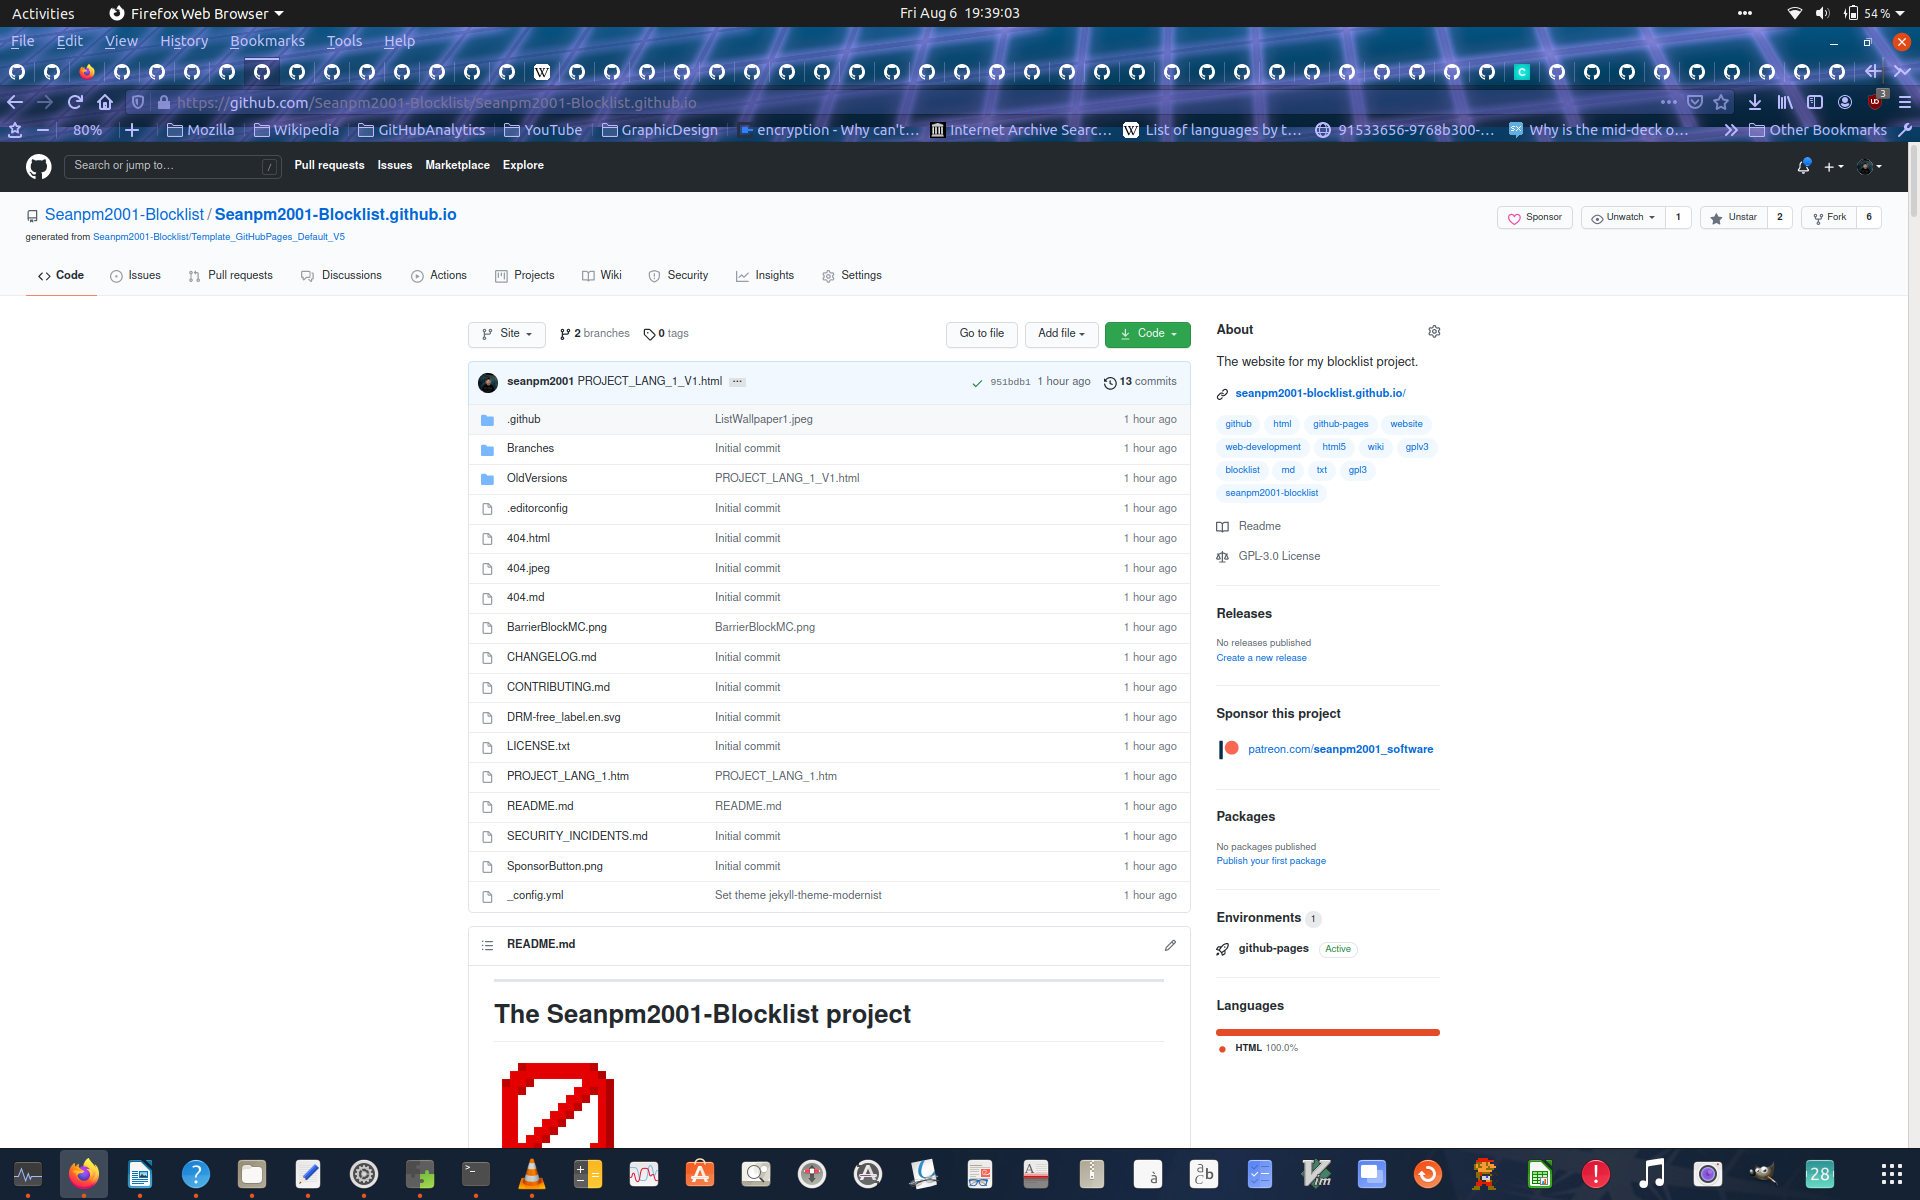 Activities Firefox Web Browser Fri Aug 6 19:39:03 54 %
File Edit View History Bookmarks Tools Help
https://github.com/Seanpm2001-Blocklist/seanpm2001-Blocklist.github.io 3
80% Mozilla Wikipedia GitHubAnalytics YouTube GraphicDesign encryption - Why can't… Internet Archive Searc… List of languages by t… 91533656-9768b300-… Why is the mid-deck o… Other Bookmarks
Search or jump to… / Pull requests Issues Marketplace Explore
Seanpm2001-Blocklist / Seanpm2001-Blocklist.github.io
Sponsor Unwatch 1 Unstar 2 Fork 6
generated from Seanpm2001-Blocklist/Template_GitHubPages_Default_V5
Code Issues Pull requests Discussions Actions Projects Wiki Security Insights Settings
Site 2 branches 0 tags Go to file Add file Code
seanpm2001 PROJECT_LANG_1_V1.html ... 951bdb1 1 hour ago 13 commits
.github ListWallpaper1.jpeg 1 hour ago
Branches Initial commit 1 hour ago
OldVersions PROJECT_LANG_1_V1.html 1 hour ago
.editorconfig Initial commit 1 hour ago
404.html Initial commit 1 hour ago
404.jpeg Initial commit 1 hour ago
404.md Initial commit 1 hour ago
BarrierBlockMC.png BarrierBlockMC.png 1 hour ago
CHANGELOG.md Initial commit 1 hour ago
CONTRIBUTING.md Initial commit 1 hour ago
DRM-free_label.en.svg Initial commit 1 hour ago
LICENSE.txt Initial commit 1 hour ago
PROJECT_LANG_1.htm PROJECT_LANG_1.htm 1 hour ago
README.md README.md 1 hour ago
SECURITY_INCIDENTS.md Initial commit 1 hour ago
SponsorButton.png Initial commit 1 hour ago
_config.yml Set theme jekyll-theme-modernist 1 hour ago
README.md
The Seanpm2001-Blocklist project
About
The website for my blocklist project.
seanpm2001-blocklist.github.io/
github html github-pages website
web-development html5 wiki gplv3
blocklist md txt gpl3
seanpm2001-blocklist
Readme
GPL-3.0 License
Releases
No releases published
Create a new release
Sponsor this project
patreon.com/seanpm2001_software
Packages
No packages published
Publish your first package
Environments 1
github-pages Active
Languages
HTML 100.0%
28